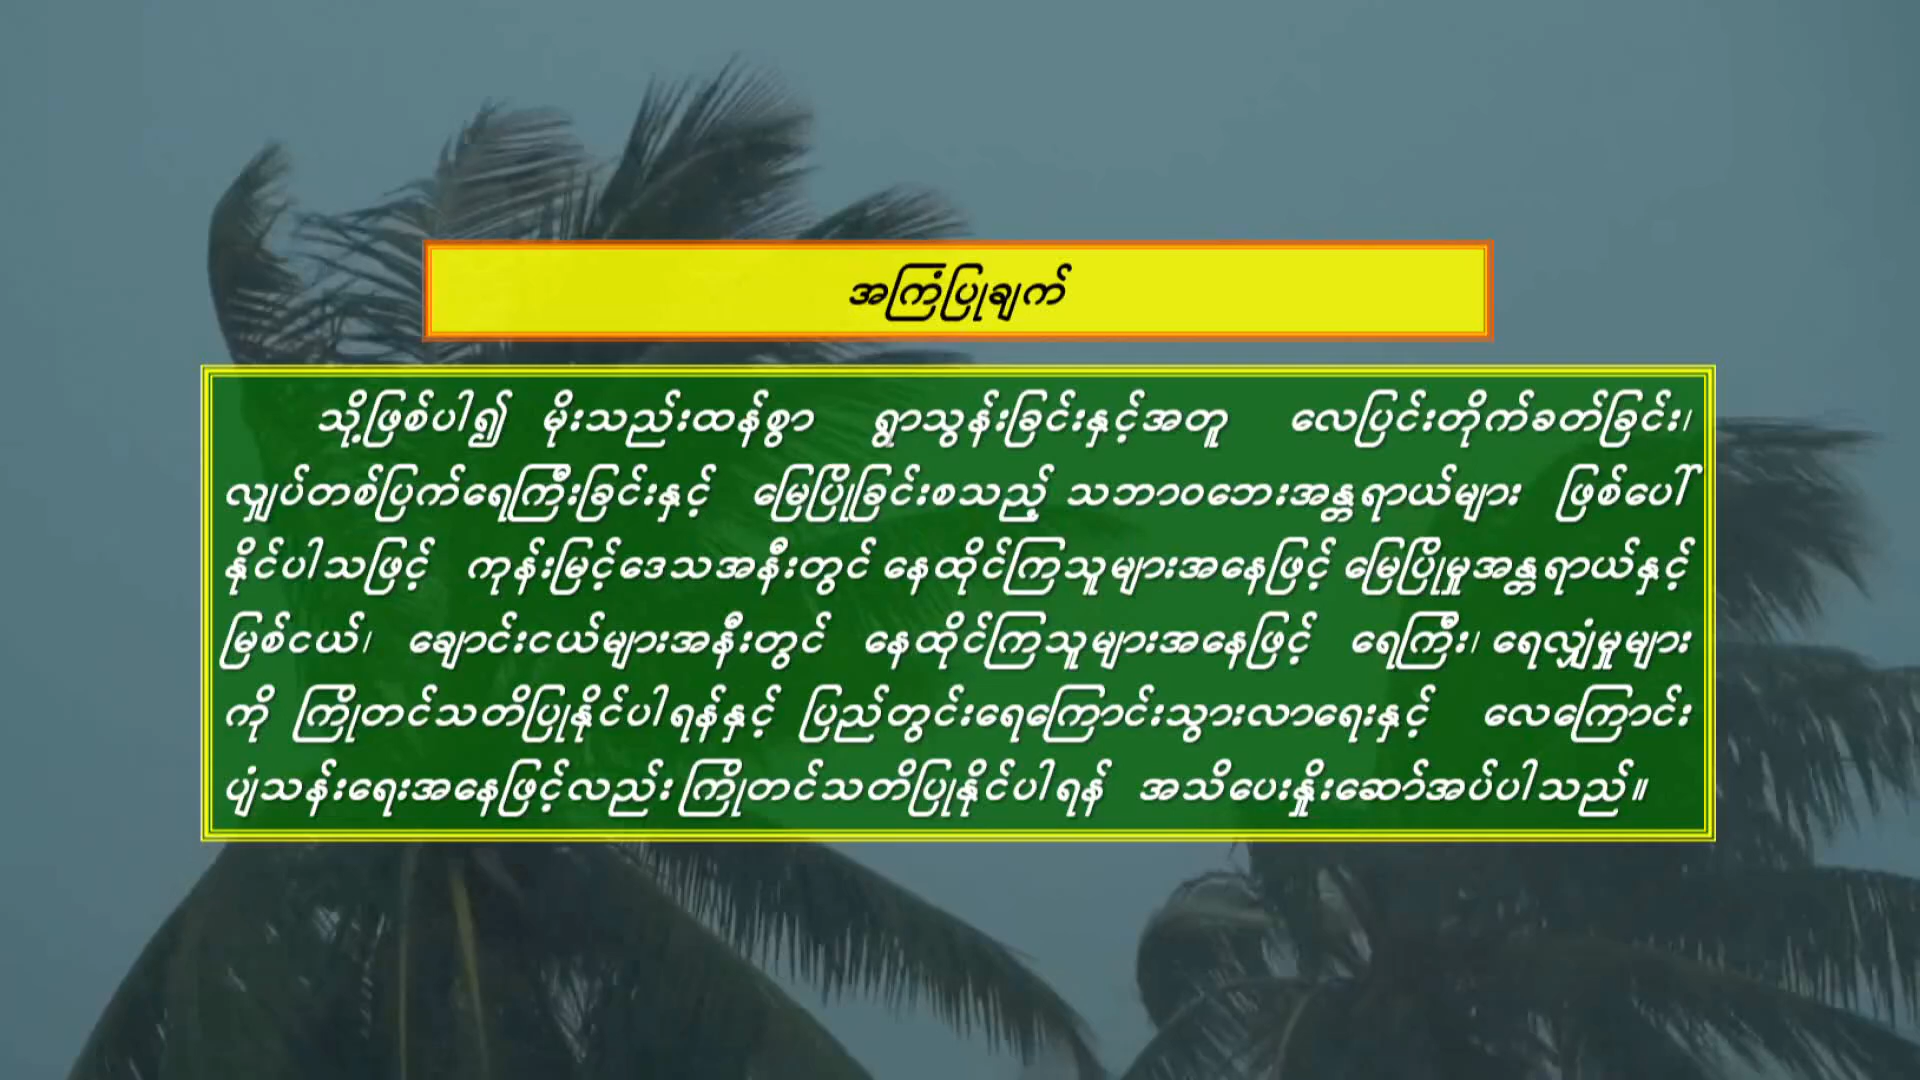 အကြံပြုချက်
သို့ဖြစ်ပါ၍ မိုးသည်းထန်စွာ ရွာသွန်းခြင်းနှင့်အတူ လေပြင်းတိုက်ခတ်ခြင်း၊
လျှပ်တစ်ပြက်ရေကြီးခြင်းနှင့် မြေပြိုခြင်းစသည့် သဘာဝဘေးအန္တရာယ်များ ဖြစ်ပေါ်
နိုင်ပါသဖြင့် ကုန်းမြင့်ဒေသအနီးတွင် နေထိုင်ကြသူများအနေဖြင့် မြေပြိုမှုအန္တရာယ်နှင့်
မြစ်ငယ်၊ ချောင်းငယ်များအနီးတွင် နေထိုင်ကြသူများအနေဖြင့် ရေကြီး၊ ရေလျှံမှုများ
ကို ကြိုတင်သတိပြုနိုင်ပါရန်နှင့် ပြည်တွင်းရေကြောင်းသွားလာရေးနှင့် လေကြောင်း
ပျံသန်းရေးအနေဖြင့်လည်း ကြိုတင်သတိပြုနိုင်ပါရန် အသိပေးနှိုးဆော်အပ်ပါသည်။